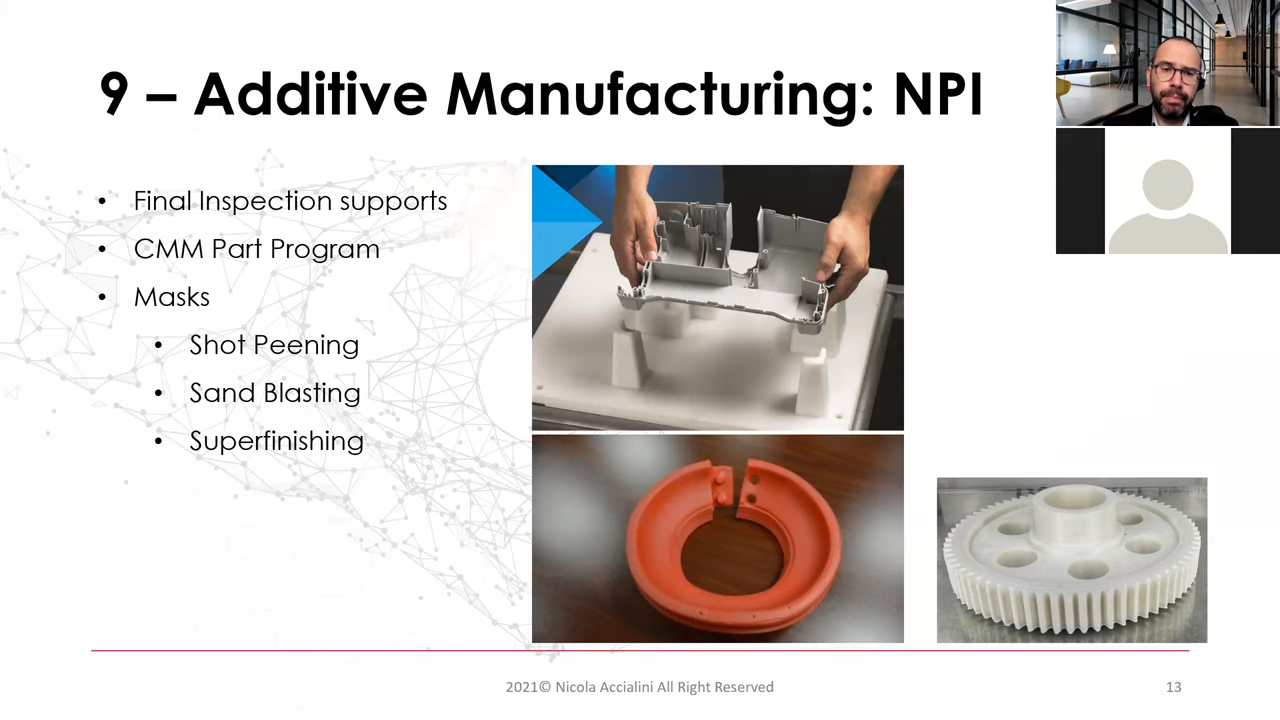 9 – Additive Manufacturing: NPI
• Final Inspection supports
• CMM Part Program
• Masks
• Shot Peening
• Sand Blasting
• Superfinishing
2021© Nicola Accialini All Right Reserved
13